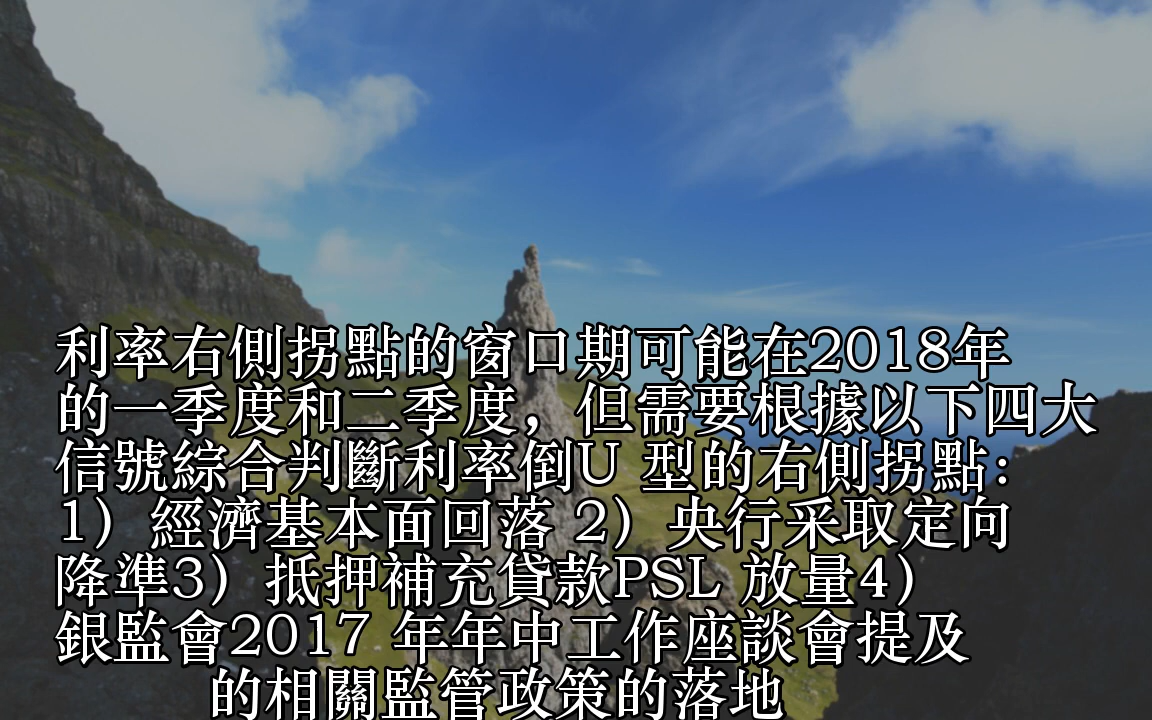 利率右側拐點的窗口期可能在2018年
的一季度和二季度，但需要根據以下四大
信號綜合判斷利率倒U 型的右側拐點：
1）經濟基本面回落 2）央行采取定向
降準3）抵押補充貸款PSL 放量4）
銀監會2017 年年中工作座談會提及
的相關監管政策的落地